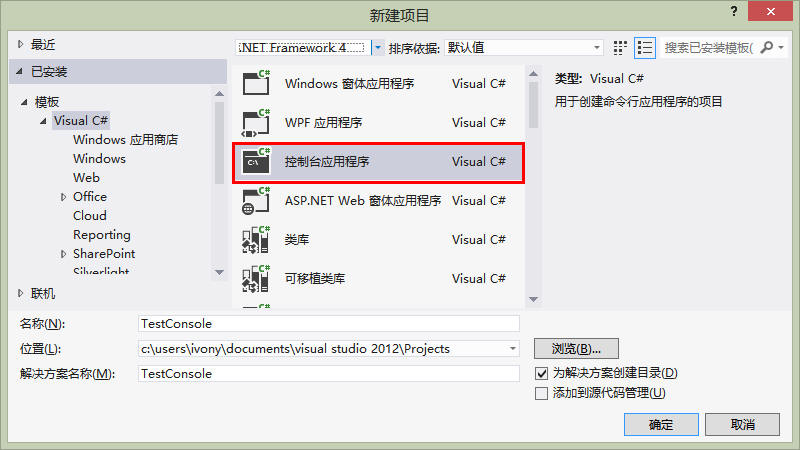 新建项目
?
最近
.NET Framework 4
排序依据: 默认值
搜索已安装模板(
已安装
模板
Visual C#
Windows 应用商店
Windows
Web
Office
Cloud
Reporting
SharePoint
Silverlight
联机
C# Windows 窗体应用程序 Visual C#
C# WPF 应用程序 Visual C#
C# C:\ 控制台应用程序 Visual C#
C# ASP.NET Web 窗体应用程序 Visual C#
C# 类库 Visual C#
C# 可移植类库 Visual C#
C#
类型: Visual C#
用于创建命令行应用程序的项目
名称(N): TestConsole
位置(L): c:\users\ivony\documents\visual studio 2012\Projects
浏览(B)...
解决方案名称(M): TestConsole
为解决方案创建目录(D)
添加到源代码管理(U)
确定
取消